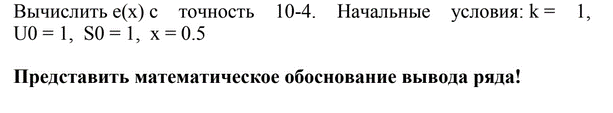 Вычислить e(x) с точность 10-4. Начальные условия: k = 1,
U0 = 1, S0 = 1, x = 0.5
Представить математическое обоснование вывода ряда!